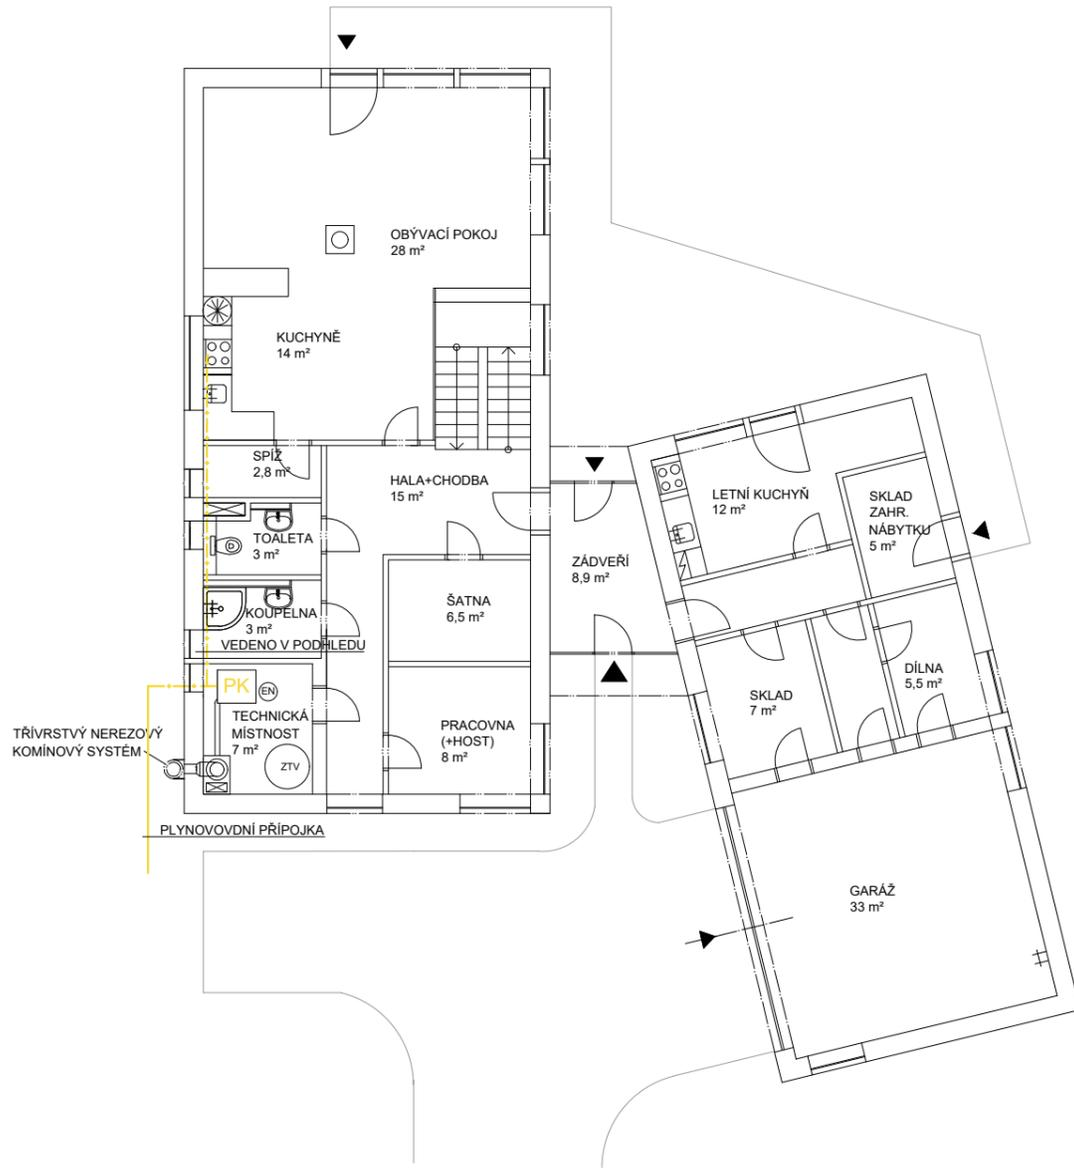 OBÝVACÍ POKOJ
28 m²
KUCHYNĚ
14 m²
SPÍŽ
2,8 m²
HALA+CHODBA
15 m²
TOALETA
3 m²
KOUPELNA
3 m²
VEDENO V PODHLEDU
ŠATNA
6,5 m²
ZÁDVEŘÍ
8,9 m²
LETNÍ KUCHYŇ
12 m²
SKLAD
ZAHR.
NÁBYTKU
5 m²
DÍLNA
5,5 m²
SKLAD
7 m²
PK
EN
TECHNICKÁ
MÍSTNOST
7 m²
ZTV
PRACOVNA
(+HOST)
8 m²
TŘÍVRSTVÝ NEREZOVÝ
KOMÍNOVÝ SYSTÉM
PLYNOVOVDNÍ PŘÍPOJKA
GARÁŽ
33 m²